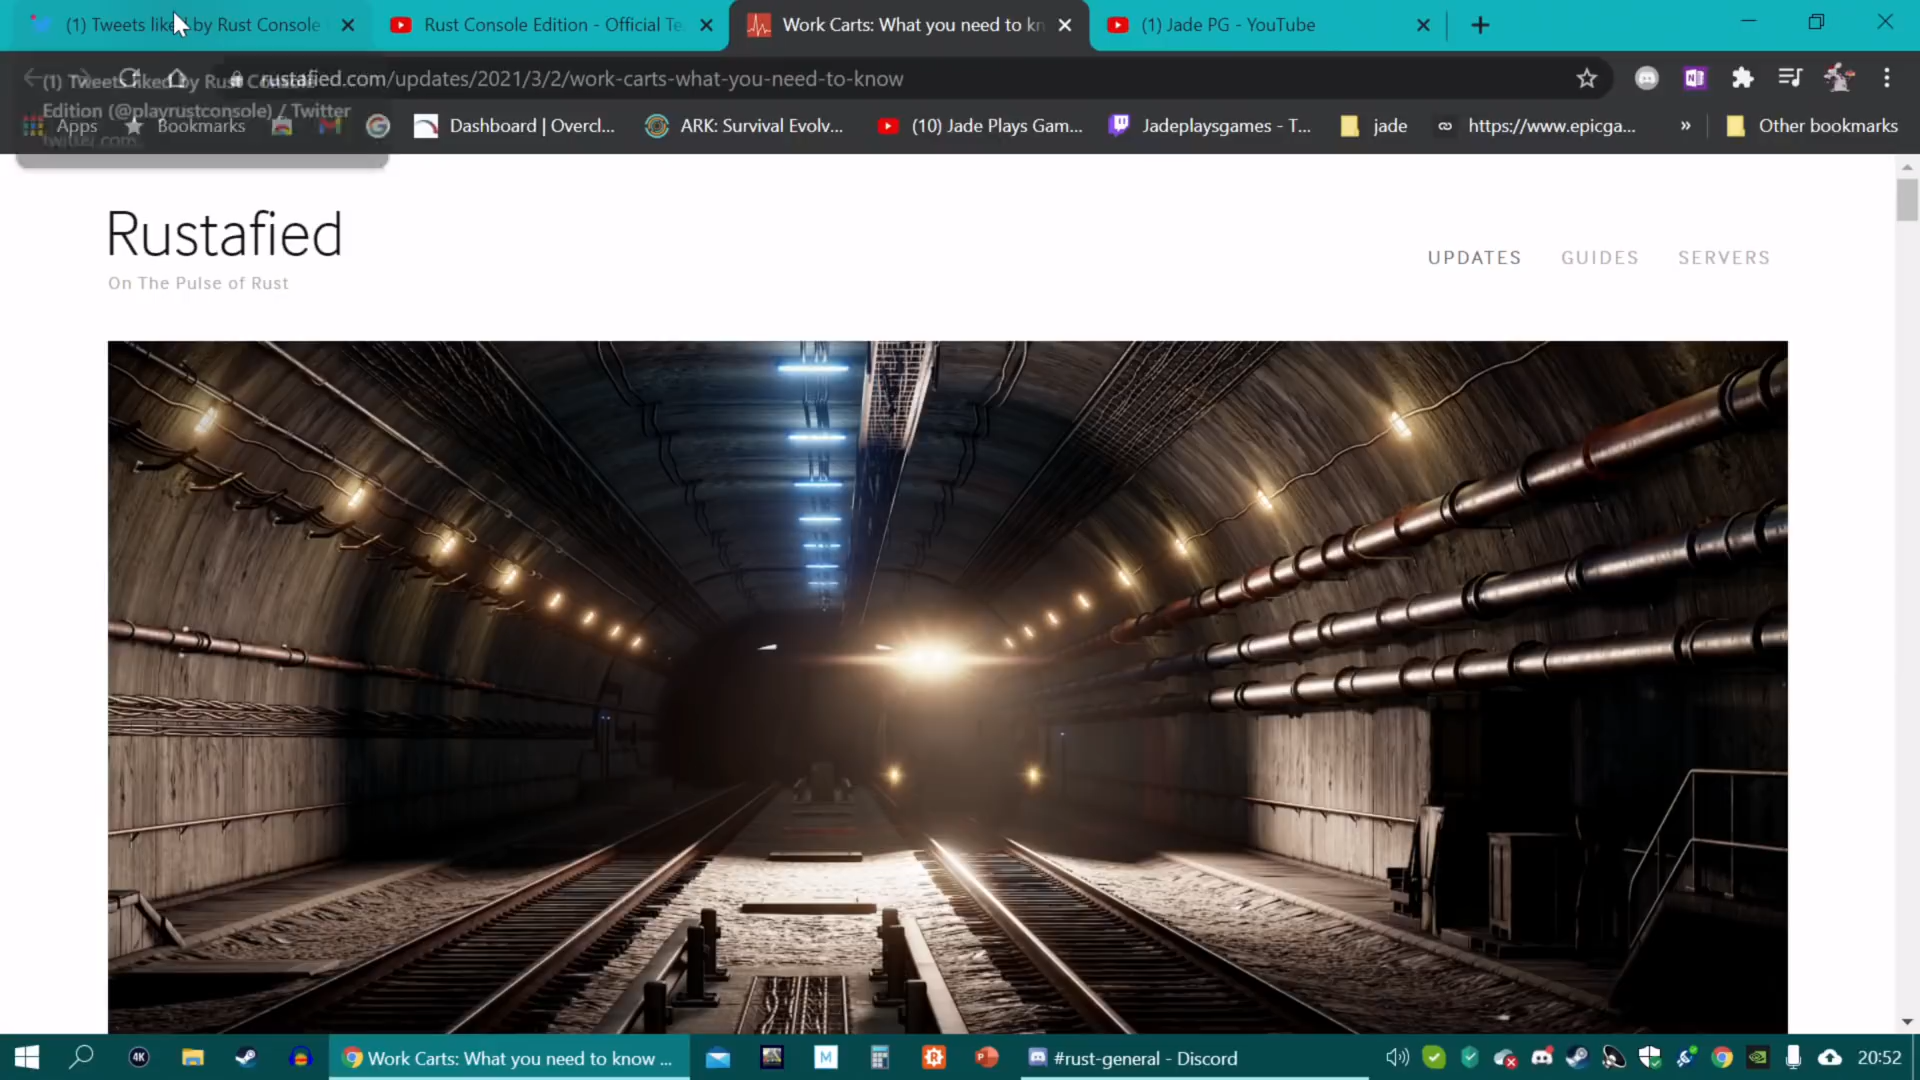 (1) Tweets liked by Rust Console
Rust Console Edition - Official Te
Work Carts: What you need to kn
(1) Jade PG - YouTube
rustafied.com/updates/2021/3/2/work-carts-what-you-need-to-know
(1) Tweets liked by Rust Console
Edition (@playrustconsole) / Twitter
twitter.com
Apps
Bookmarks
Dashboard | Overcl...
ARK: Survival Evolv...
(10) Jade Plays Gam...
Jadeplaysgames - T...
jade
https://www.epicga...
»
Other bookmarks
Rustafied
On The Pulse of Rust
UPDATES
GUIDES
SERVERS
4K
Work Carts: What you need to know ...
M
#rust-general - Discord
20:52